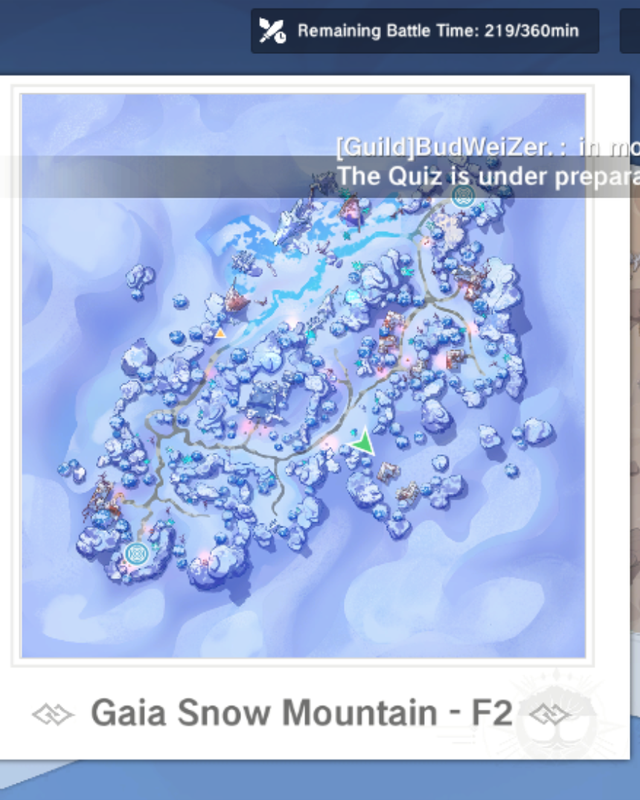 Remaining Battle Time: 219/360min
[Guild]BudWeiZer. : in mo
The Quiz is under prepara
Gaia Snow Mountain - F2